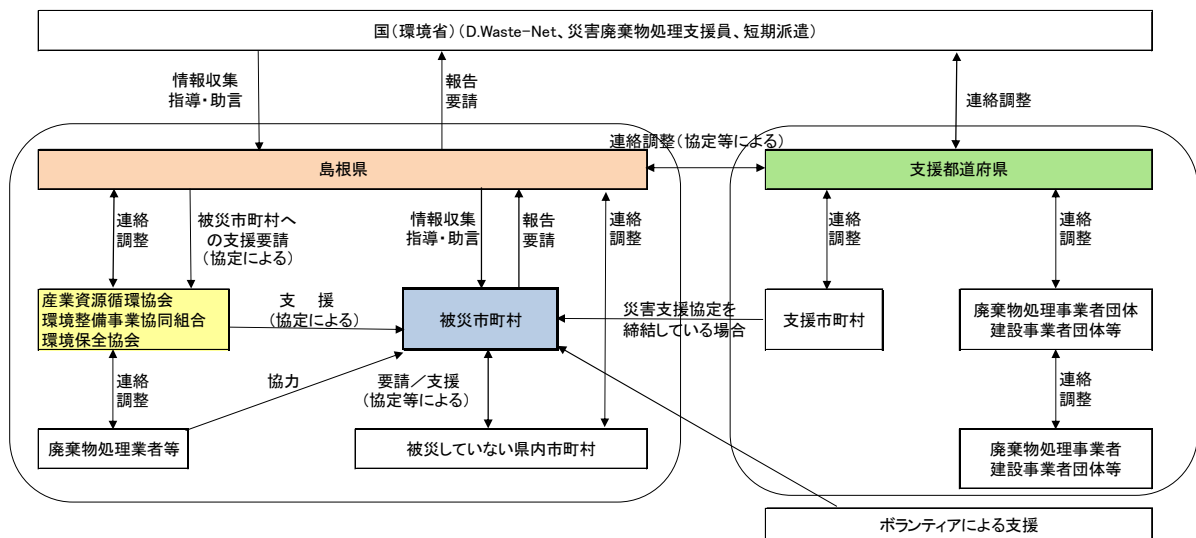 国(環境省)(D.Waste-Net、災害廃棄物処理支援員、短期派遣)
情報収集
指導・助言
報告
要請
連絡調整
連絡調整(協定等による)
島根県
支援都道府県
連絡
調整
被災市町村へ
の支援要請
(協定による)
情報収集
指導・助言
報告
要請
連絡
調整
連絡
調整
連絡
調整
産業資源循環協会
環境整備事業協同組合
環境保全協会
支 援
(協定による)
被災市町村
災害支援協定を
締結している場合
支援市町村
廃棄物処理事業者団体
建設事業者団体等
連絡
調整
協力
要請/支援
(協定等による)
連絡
調整
廃棄物処理業者等
被災していない県内市町村
廃棄物処理事業者
建設事業者団体等
ボランティアによる支援